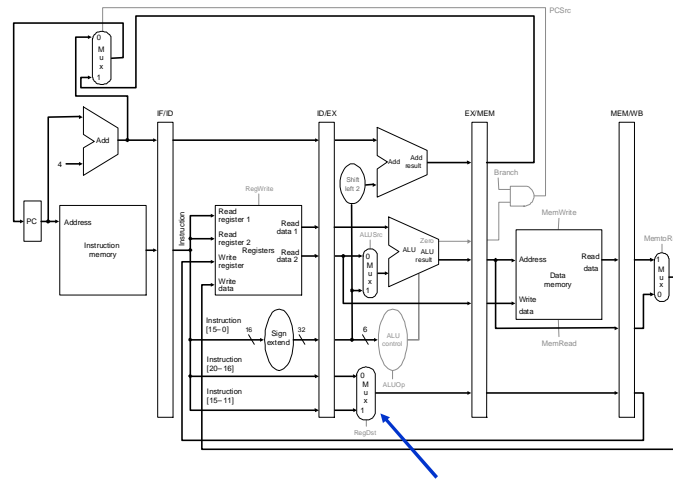 PCSrc
0
M
u
x
1
IF/ID
ID/EX
EX/MEM
MEM/WB
Add
4
Add
Add
result
Shift
left 2
Branch
RegWrite
PC
Address
Instruction
memory
Instruction
Read
register 1
Read
register 2
Registers
Write
register
Write
data
Read
data 1
Read
data 2
ALUSrc
0
M
u
x
1
Zero
ALU
ALU
result
MemWrite
Address
Data
memory
Read
data
Write
data
MemRead
MemtoR
1
M
u
x
0
Instruction
[15–0]
16
Sign
extend
32
6
ALU
control
Instruction
[20–16]
ALUOp
Instruction
[15–11]
0
M
u
x
1
RegDst